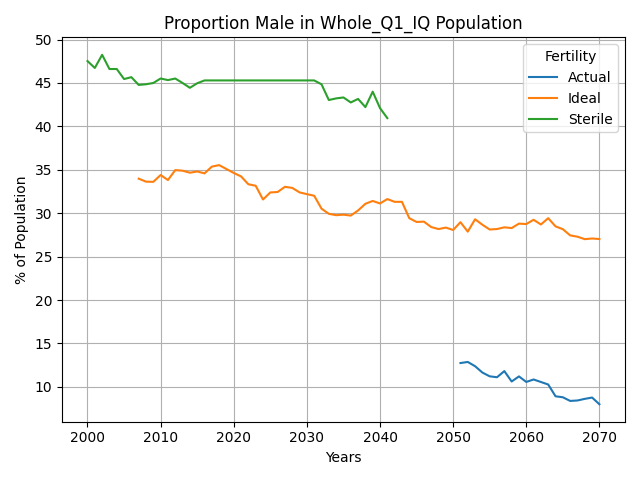 Proportion Male in Whole_Q1_IQ Population
% of Population
50
45
40
35
30
25
20
15
10
Fertility
Actual
Ideal
Sterile
2000 2010 2020 2030 2040 2050 2060 2070
Years